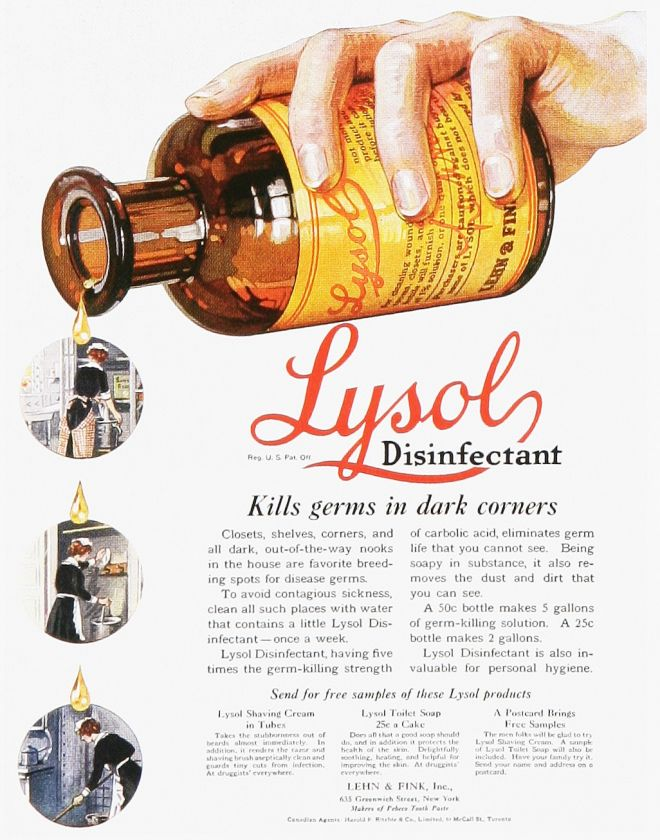 Lysol
LEHN & FINK
Lysol
Reg. U. S. Pat. Off.
Disinfectant
Kills germs in dark corners
Closets, shelves, corners, and
all dark, out-of-the-way nooks
in the house are favorite breed-
ing spots for disease germs.
To avoid contagious sickness,
clean all such places with water
that contains a little Lysol Dis-
infectant—once a week.
Lysol Disinfectant, having five
times the germ-killing strength
of carbolic acid, eliminates germ
life that you cannot see. Being
soapy in substance, it also re-
moves the dust and dirt that
you can see.
A 50c bottle makes 5 gallons
of germ-killing solution. A 25c
bottle makes 2 gallons.
Lysol Disinfectant is also in-
valuable for personal hygiene.
Send for free samples of these Lysol products
Lysol Shaving Cream
in Tubes
Takes the stubbornness out of
beards almost immediately. In
addition, it renders the razor and
shaving brush aseptically clean and
guards tiny cuts from infection.
At druggists' everywhere.
Lysol Toilet Soap
25c a Cake
Does all that a good soap should
do, and in addition it protects the
health of the skin. Delightfully
soothing, healing, and helpful for
improving the skin. At druggists'
everywhere.
A Postcard Brings
Free Samples
The men folks will be glad to try
Lysol Shaving Cream. A sample
of Lysol Toilet Soap will also be
included. Have your family try it.
Send your name and address on a
postcard.
LEHN & FINK, Inc.,
635 Greenwich Street, New York
Makers of Pebeco Tooth Paste
Canadian Agents: Harold F. Ritchie & Co., Limited, 10 McCaul St., Toronto